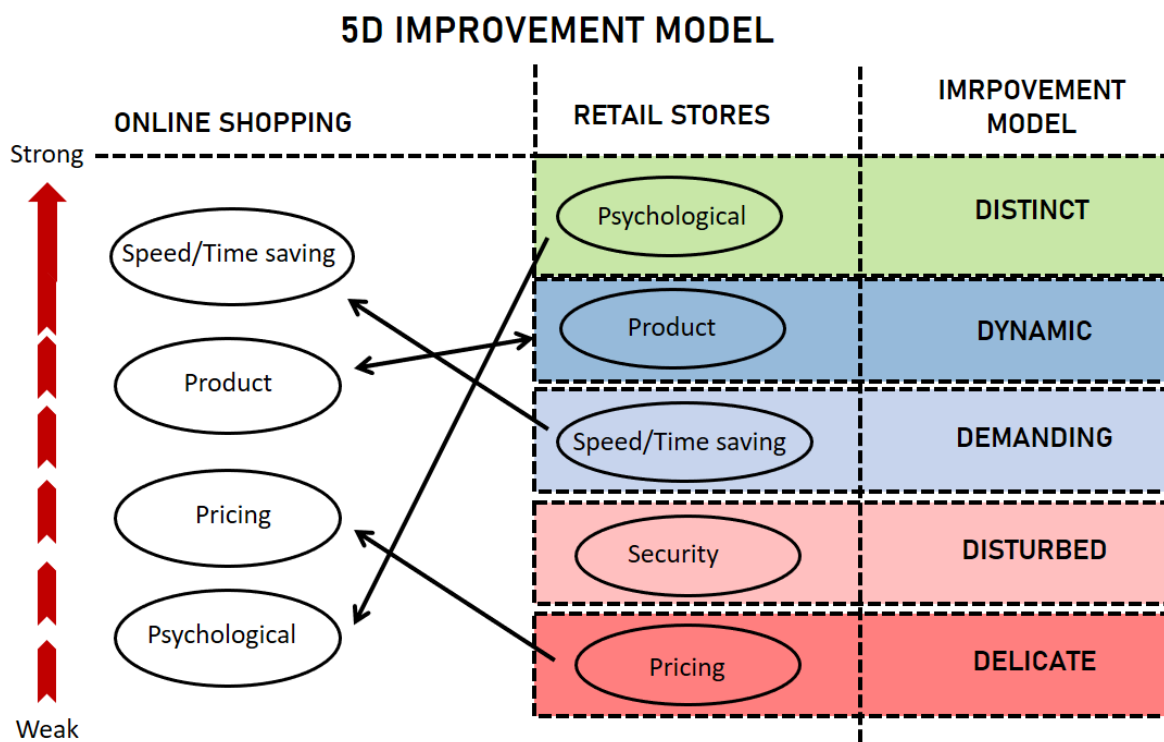 5D IMPROVEMENT MODEL
ONLINE SHOPPING
RETAIL STORES
IMRPOVEMENT
MODEL
Strong
Speed/Time saving
Product
Pricing
Psychological
Weak
Psychological
DISTINCT
Product
DYNAMIC
Speed/Time saving
DEMANDING
Security
DISTURBED
Pricing
DELICATE